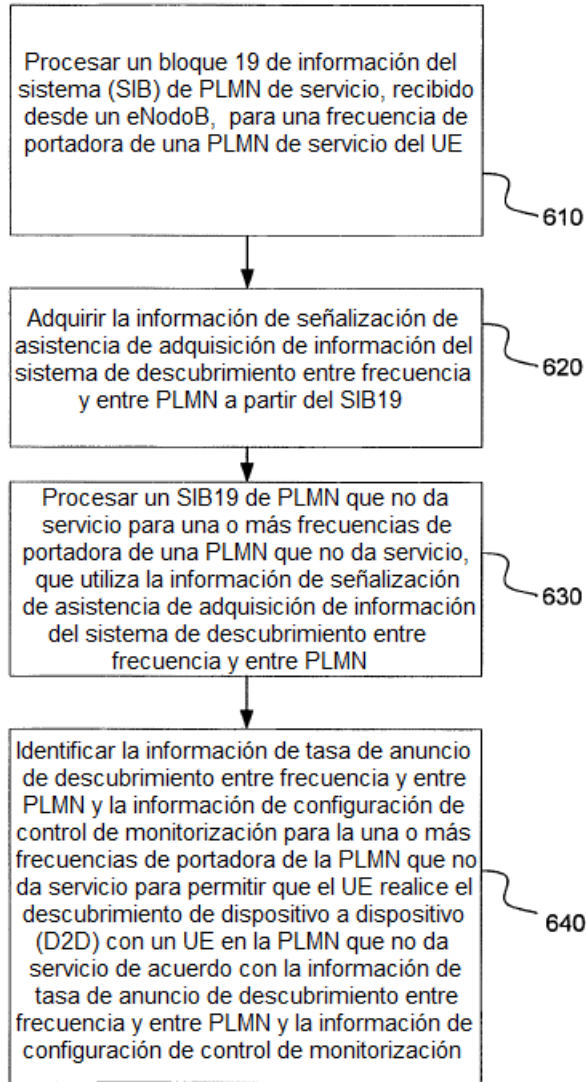 Procesar un bloque 19 de información del
sistema (SIB) de PLMN de servicio, recibido
desde un eNodoB, para una frecuencia de
portadora de una PLMN de servicio del UE
610
Adquirir la información de señalización de
asistencia de adquisición de información del
sistema de descubrimiento entre frecuencia
y entre PLMN a partir del SIB19
620
Procesar un SIB19 de PLMN que no da
servicio para una o más frecuencias de
portadora de una PLMN que no da servicio,
que utiliza la información de señalización
de asistencia de adquisición de información
del sistema de descubrimiento entre
frecuencia y entre PLMN
630
Identificar la información de tasa de anuncio
de descubrimiento entre frecuencia y entre
PLMN y la información de configuración de
control de monitorización para la una o más
frecuencias de portadora de la PLMN que no
da servicio para permitir que el UE realice el
descubrimiento de dispositivo a dispositivo
(D2D) con un UE en la PLMN que no da
servicio de acuerdo con la información de
tasa de anuncio de descubrimiento entre
frecuencia y entre PLMN y la información de
configuración de control de monitorización
640